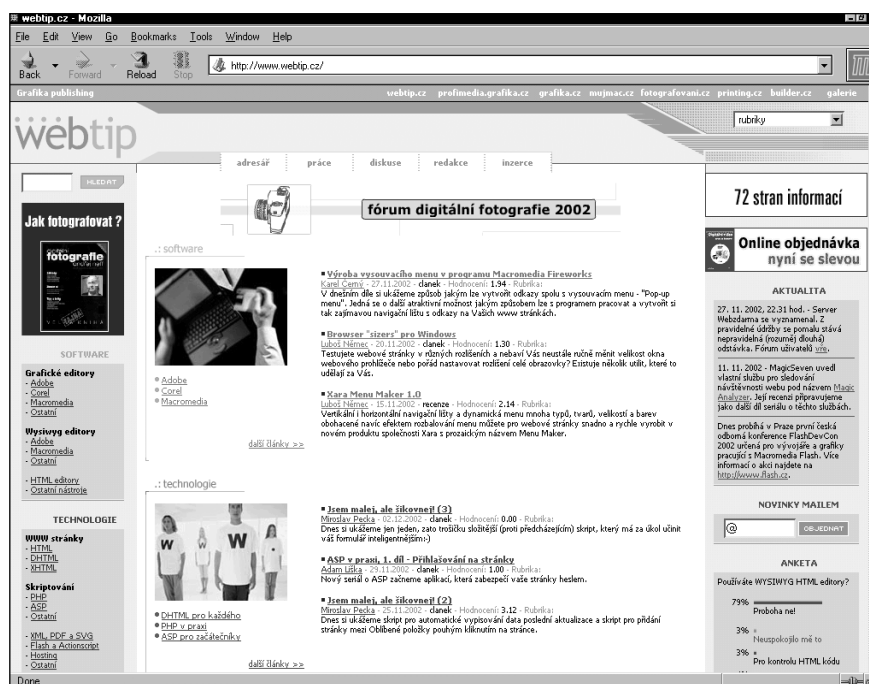 webtip.cz - Mozilla
File Edit View Go Bookmarks Tools Window Help
Back Forward Reload Stop http://www.webtip.cz/
Grafika publishing webtip.cz profimedia.grafika.cz grafika.cz mujmac.cz fotografovani.cz printing.cz builder.cz galerie
webtip
rubriky
adresář práce diskuse redakce inzerce
HLEDAT
Jak fotografovat ?
digitální
fotografie
fórum digitální fotografie 2002
72 stran informací
Online objednávka
nyní se slevou
SOFTWARE
Grafické editory
- Adobe
- Corel
- Macromedia
- Ostatní
Wysiwyg editory
- Adobe
- Macromedia
- Ostatní
- HTML editory
- Ostatní nástroje
TECHNOLOGIE
WWW stránky
- HTML
- DHTML
- XHTML
Skriptování
- PHP
- ASP
- Ostatní
- XML, PDF a SVG
- Flash a Actionscript
- Hosting
- Ostatní
.: software
Adobe
Corel
Macromedia
další články >>
Výroba vysouvacího menu v programu Macromedia Fireworks
Karel Černý - 27.11.2002 - clanek - Hodnocení: 1.94 - Rubrika:
V dnešním díle si ukážeme způsob jakým lze vytvořit odkazy spolu s vysouvacím menu - "Pop-up
menu". Jedná se o další atraktivní možnost jakým způsobem lze s programem pracovat a vytvořit si
tak zajímavou navigační lištu s odkazy na Vašich www stránkách.
Browser "sizers" pro Windows
Luboš Němec - 20.11.2002 - clanek - Hodnocení: 1.30 - Rubrika:
Testujete webové stránky v různých rozlišeních a nebaví Vás neustále ručně měnit velikost okna
webového prohlížeče nebo pořád nastavovat rozlišení celé obrazovky? Existuje několik utilit, které to
udělají za Vás.
Xara Menu Maker 1.0
Luboš Němec - 15.11.2002 - recenze - Hodnocení: 2.14 - Rubrika:
Vertikální i horizontální navigační lišty a dynamická menu mnoha typů, tvarů, velikostí a barev
obohacené navíc efektem rozbalování menu můžete pro webové stránky snadno a rychle vyrobit v
novém produktu společnosti Xara s prozaickým názvem Menu Maker.
.: technologie
W W W W
DHTML pro každého
PHP v praxi
ASP pro začátečníky
další články >>
Jsem malej, ale šikovnej! (3)
Miroslav Pecka - 02.12.2002 - clanek - Hodnocení: 0.00 - Rubrika:
Dnes si ukážeme jen jeden, zato trošičku složitější (proti předcházejícím) skript, který má za úkol učinit
váš formulář inteligentnějším:-)
ASP v praxi, 1. díl - Přihlašování na stránky
Adam Liška - 29.11.2002 - clanek - Hodnocení: 1.00 - Rubrika:
Nový seriál o ASP začneme aplikací, která zabezpečí vaše stránky heslem.
Jsem malej, ale šikovnej! (2)
Miroslav Pecka - 25.11.2002 - clanek - Hodnocení: 3.12 - Rubrika:
Dnes si ukážeme skript pro automatické vypisování data poslední aktualizace a skript pro přidání
stránky mezi Oblíbené položky pouhým kliknutím na stránce.
AKTUALITA
27. 11. 2002, 22.31 hod. - Server
Webzdarma se vyznamenal. Z
pravidelné údržby se pomalu stává
nepravidelná (rozuměj dlouhá)
odstávka. Fórum uživatelů vře.
11. 11. 2002 - MagicSeven uvedl
vlastní službu pro sledování
návštěvnosti webu pod názvem Magic
Analyzer. Její recenzi připravujeme
jako další díl seriálu o těchto službách.
Dnes probíhá v Praze první česká
odborná konference FlashDevCon
2002 určená pro vývojáře a grafiky
pracující s Macromedia Flash. Více
informací o akci najdete na
http://www.flash.cz.
NOVINKY MAILEM
@ OBJEDNAT
ANKETA
Používáte WYSIWYG HTML editory?
79%
Proboha ne!
3%
Neuspokojilo mě to
3%
Pro kontrolu HTML kódu
Done